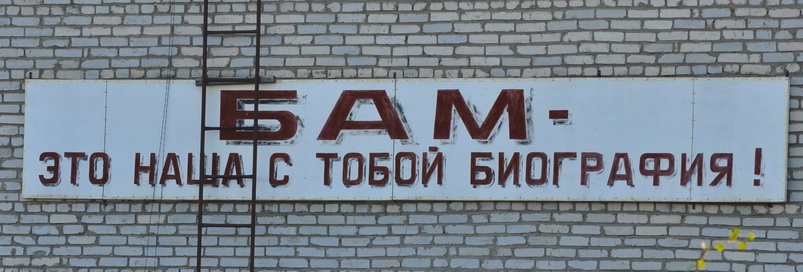 БАМ-
ЭТО НАША С ТОБОЙ БИОГРАФИЯ!